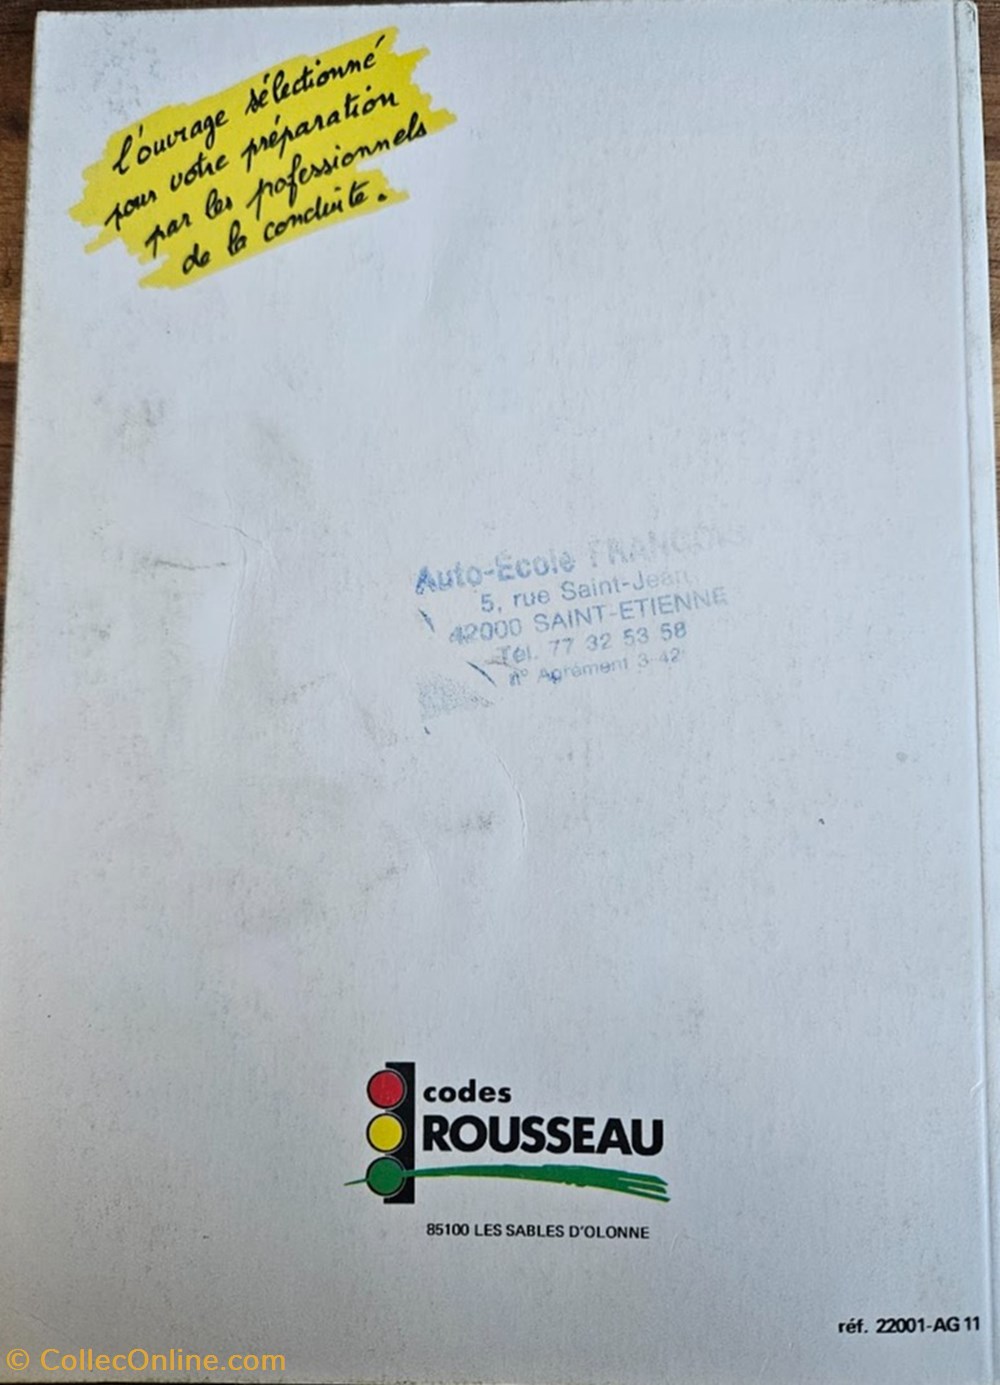 l'ouvrage sélectionné
pour votre préparation
par les pofessionnels
de la conduite.
Auto-École FRANÇOIS
5, rue Saint-Jean
42000 SAINT-ETIENNE
Tél. 77 32 53 58
n° Agrément 3-42
codes
ROUSSEAU
85100 LES SABLES D'OLONNE
réf. 22001-AG 11
© CollecOnline.com